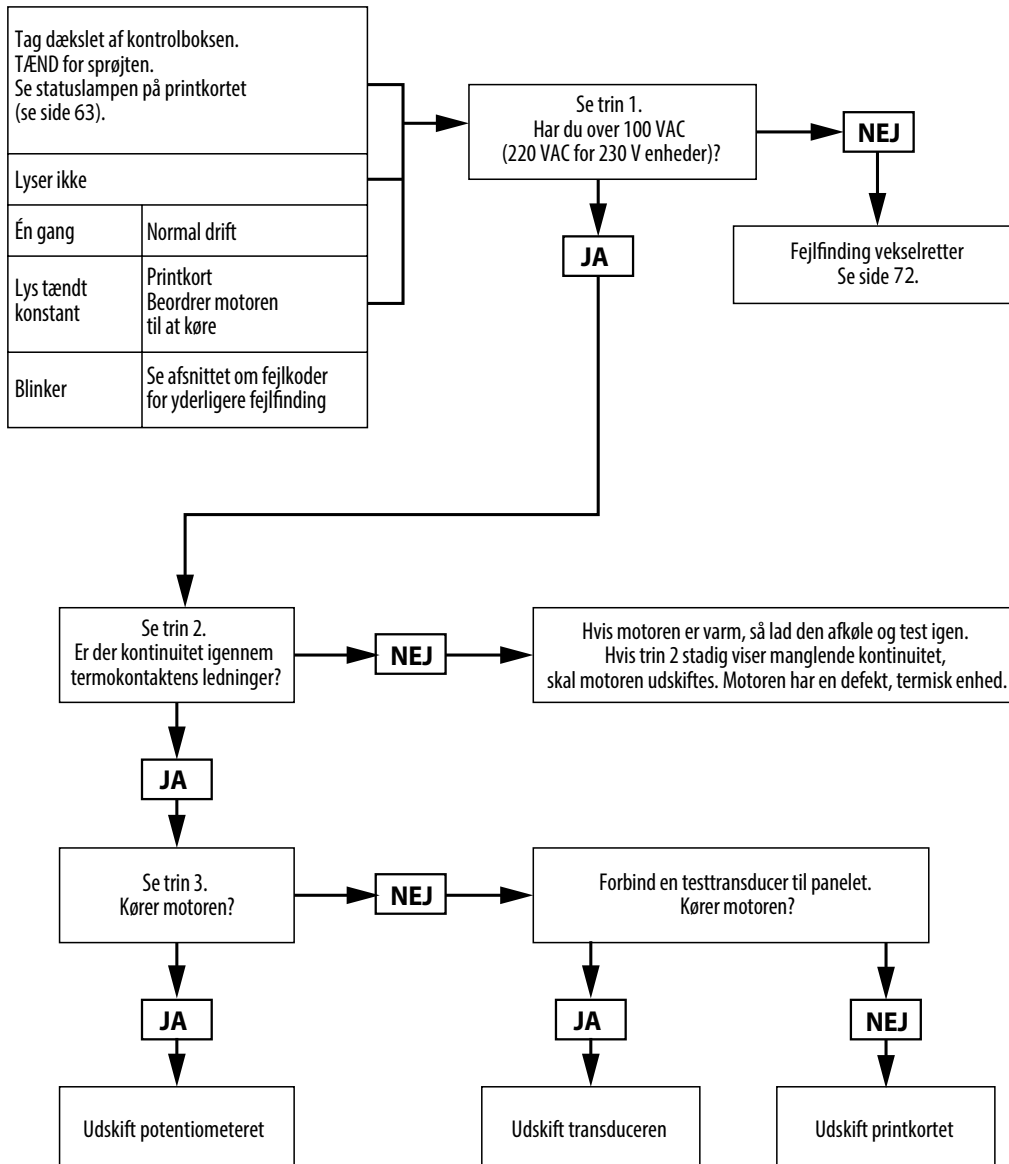 Tag dækslet af kontrolboksen.
TÆND for sprøjten.
Se statuslampen på printkortet
(se side 63).
Lyser ikke
Én gang
Normal drift
Lys tændt
konstant
Printkort
Beordrer motoren
til at køre
Blinker
Se afsnittet om fejlkoder
for yderligere fejlfinding
Se trin 1.
Har du over 100 VAC
(220 VAC for 230 V enheder)?
NEJ
JA
Fejlfinding vekselretter
Se side 72.
Se trin 2.
Er der kontinuitet igennem
termokontaktens ledninger?
NEJ
Hvis motoren er varm, så lad den afkøle og test igen.
Hvis trin 2 stadig viser manglende kontinuitet,
skal motoren udskiftes. Motoren har en defekt, termisk enhed.
JA
Se trin 3.
Kører motoren?
NEJ
Forbind en testtransducer til panelet.
Kører motoren?
JA
JA
NEJ
Udskift potentiometeret
Udskift transduceren
Udskift printkortet